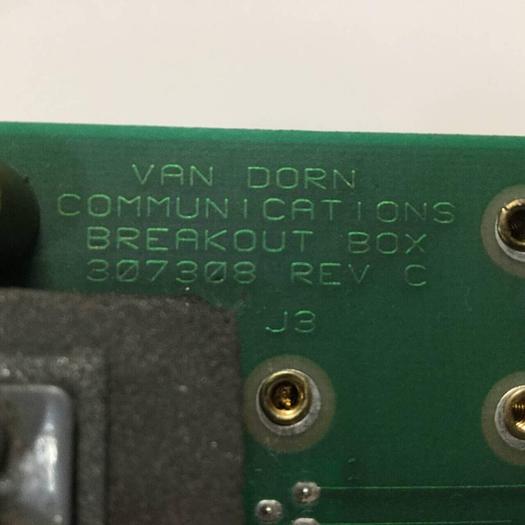 VAN DORN
COMMUNICATIONS
BREAKOUT BOX
307308 REV C
J3